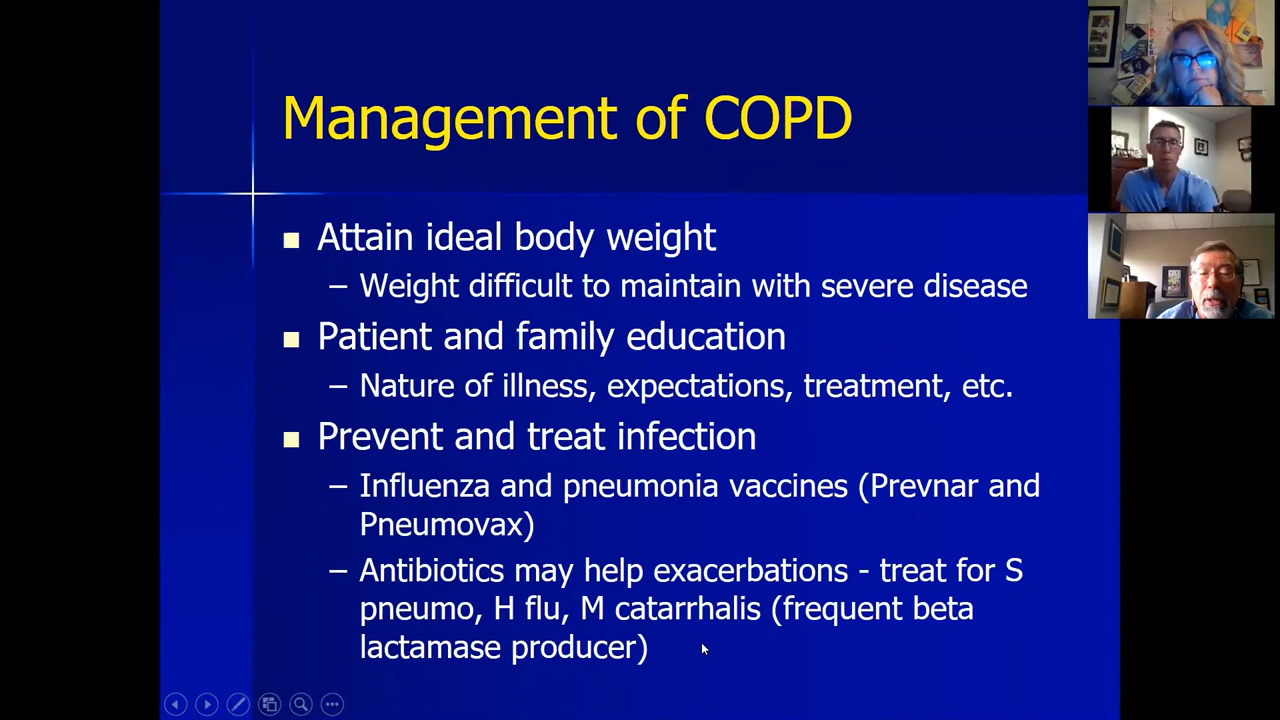 Management of COPD
■ Attain ideal body weight
– Weight difficult to maintain with severe disease
■ Patient and family education
– Nature of illness, expectations, treatment, etc.
■ Prevent and treat infection
– Influenza and pneumonia vaccines (Prevnar and
Pneumovax)
– Antibiotics may help exacerbations - treat for S
pneumo, H flu, M catarrhalis (frequent beta
lactamase producer)